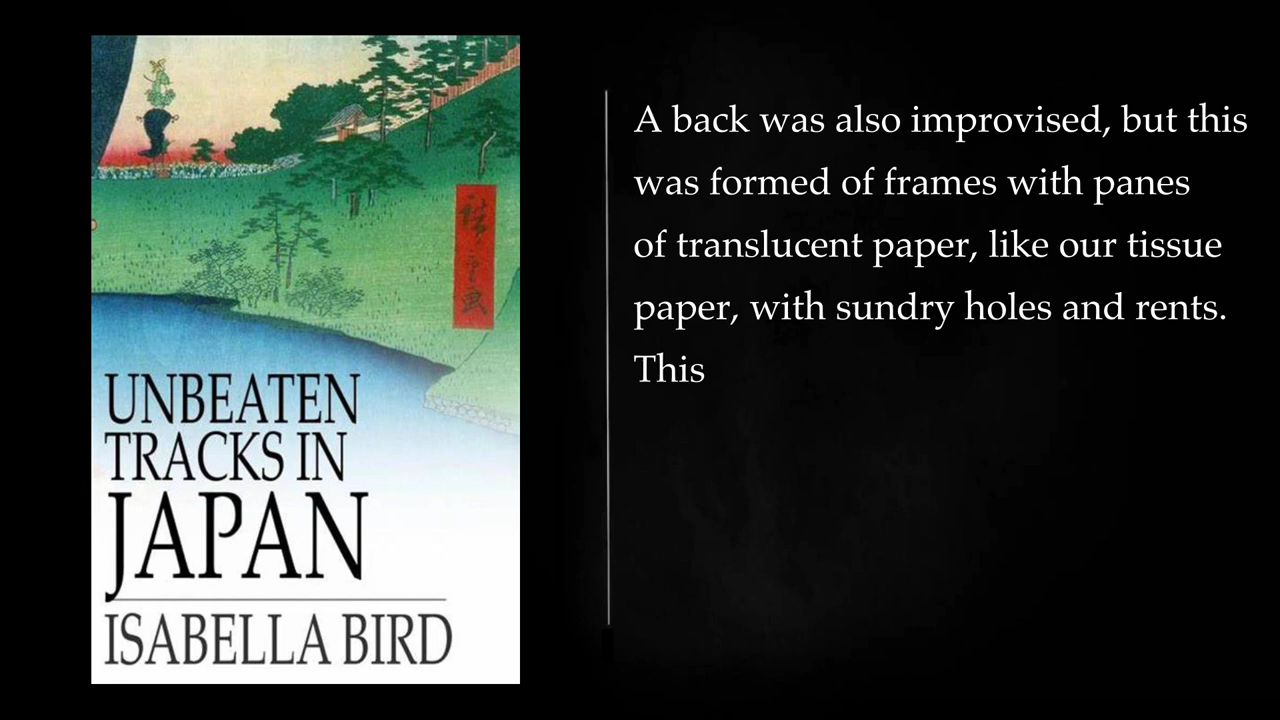 UNBEATEN
TRACKS IN
JAPAN
ISABELLA BIRD
A back was also improvised, but this
was formed of frames with panes
of translucent paper, like our tissue
paper, with sundry holes and rents.
This